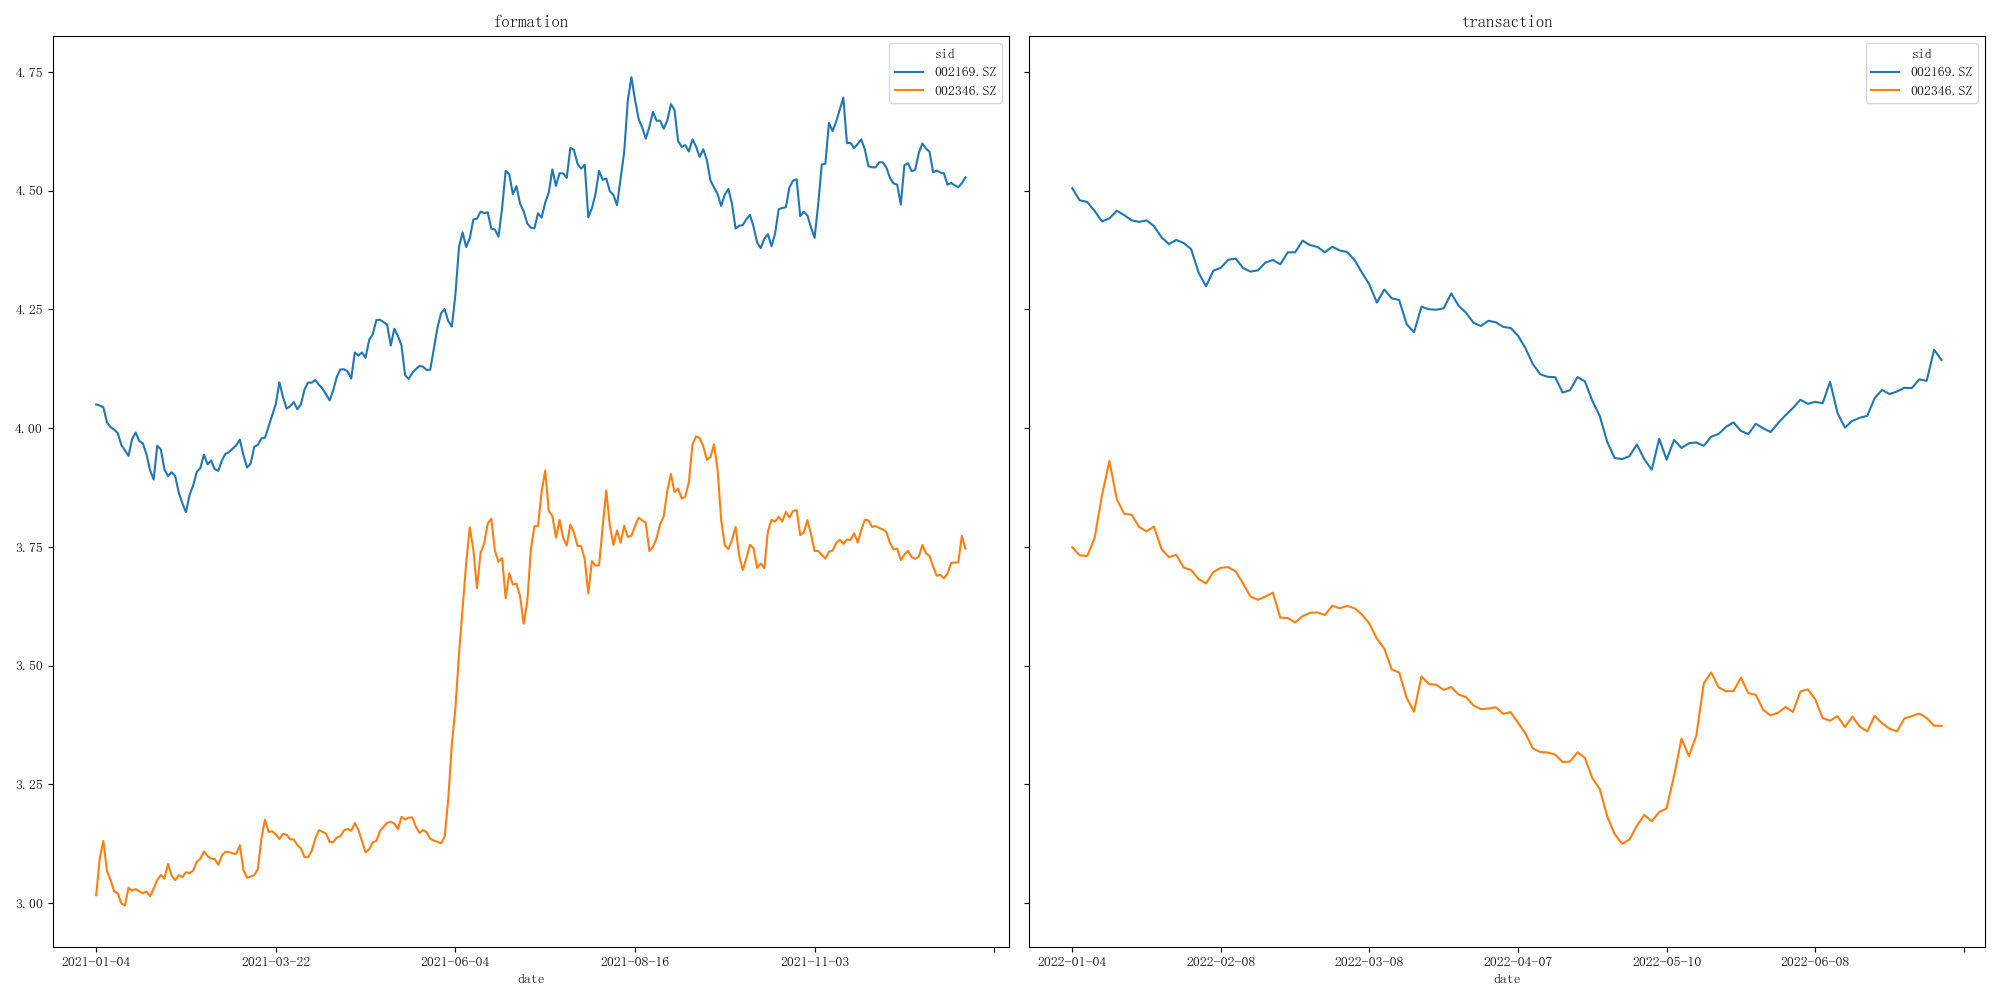 formation
sid
002169.SZ
002346.SZ
4.75
4.50
4.25
4.00
3.75
3.50
3.25
3.00
2021-01-04
2021-03-22
2021-06-04
2021-08-16
2021-11-03
date
transaction
sid
002169.SZ
002346.SZ
2022-01-04
2022-02-08
2022-03-08
2022-04-07
2022-05-10
2022-06-08
date